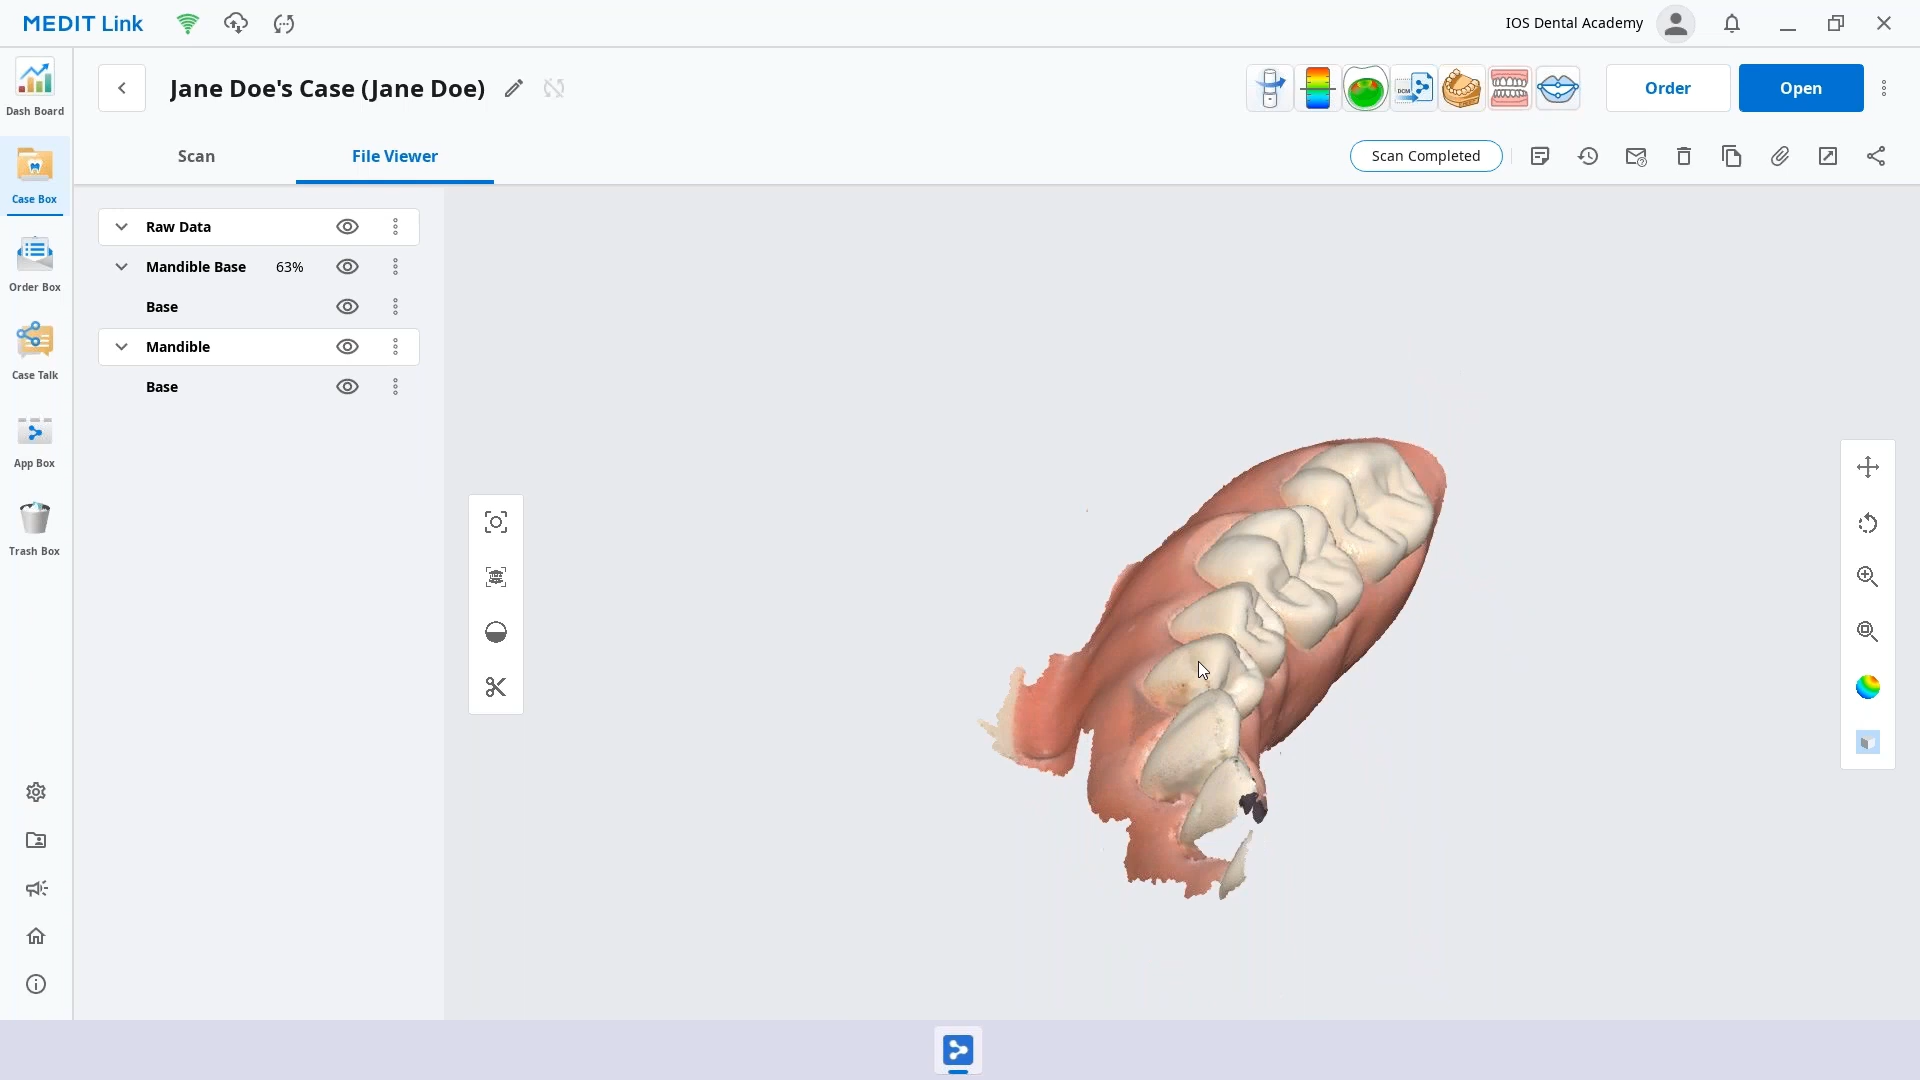 MEDIT Link
IOS Dental Academy
Dash Board
Jane Doe's Case (Jane Doe)
DCM
Order
Open
Scan
File Viewer
Scan Completed
Case Box
Order Box
Case Talk
App Box
Trash Box
Raw Data
Mandible Base 63%
Base
Mandible
Base